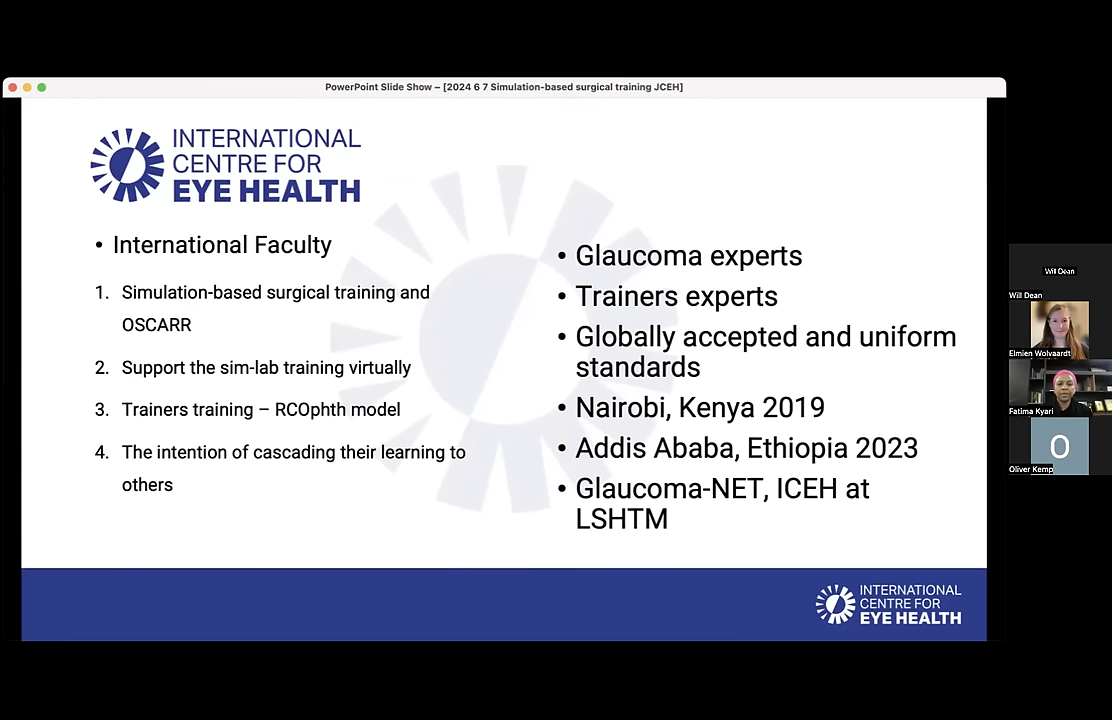 PowerPoint Slide Show – [2024 6 7 Simulation-based surgical training JCEH]
INTERNATIONAL
CENTRE FOR
EYE HEALTH
• International Faculty
1. Simulation-based surgical training and
OSCARR
2. Support the sim-lab training virtually
3. Trainers training – RCOphth model
4. The intention of cascading their learning to
others
• Glaucoma experts
• Trainers experts
• Globally accepted and uniform
standards
• Nairobi, Kenya 2019
• Addis Ababa, Ethiopia 2023
• Glaucoma-NET, ICEH at
LSHTM
INTERNATIONAL
CENTRE FOR
EYE HEALTH
Will Dean
Will Dean
Elmien Wolvaardt
Fatima Kyari
O
Oliver Kemp